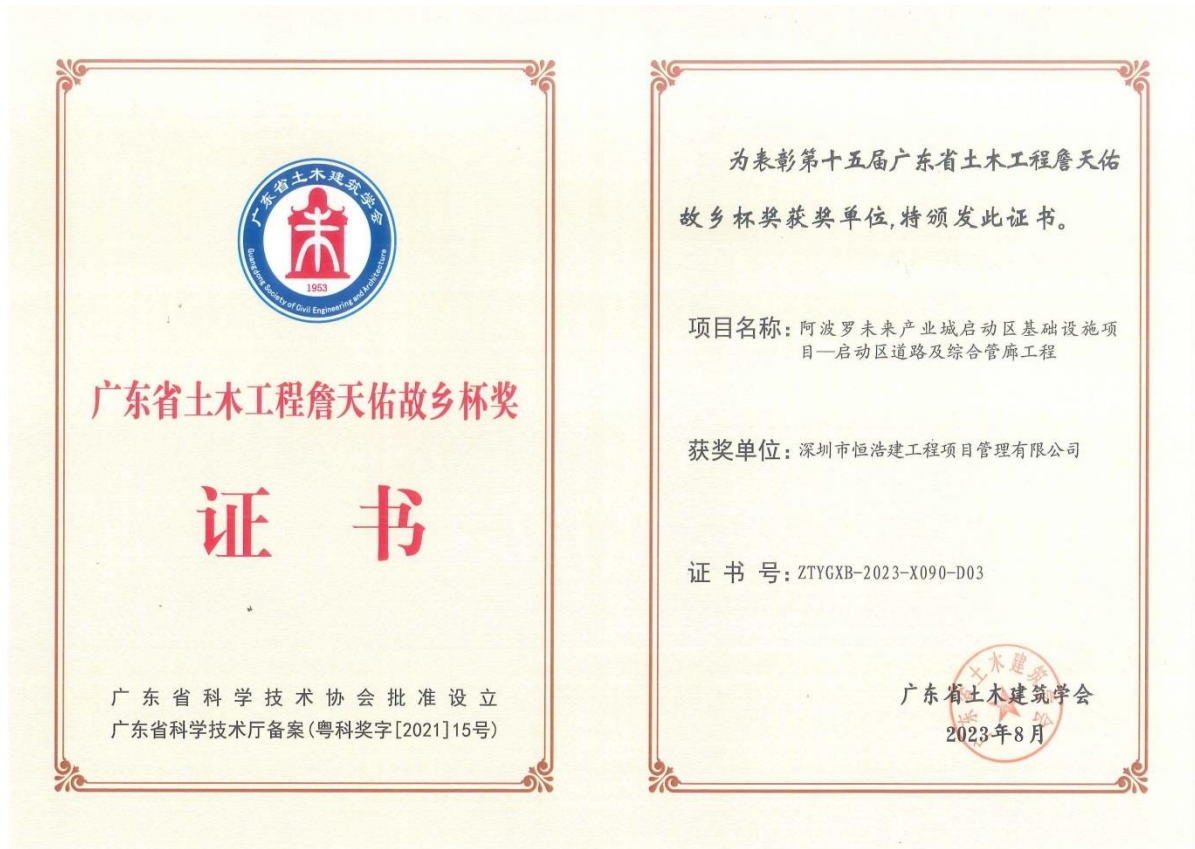 广东省土木建筑学会
1953
Guangdong Society of Civil Engineering and Architecture
广东省土木工程詹天佑故乡杯奖
证 书
广东省科学技术协会批准设立
广东省科学技术厅备案(粤科奖字[2021]15号)
为表彰第十五届广东省土木工程詹天佑
故乡杯奖获奖单位,特颁发此证书。
项目名称:阿波罗未来产业城启动区基础设施项
目—启动区道路及综合管廊工程
获奖单位:深圳市恒浩建工程项目管理有限公司
证 书 号:ZTYGXB-2023-X090-D03
广东省土木建筑学会
2023年8月
广东省土木建筑学会